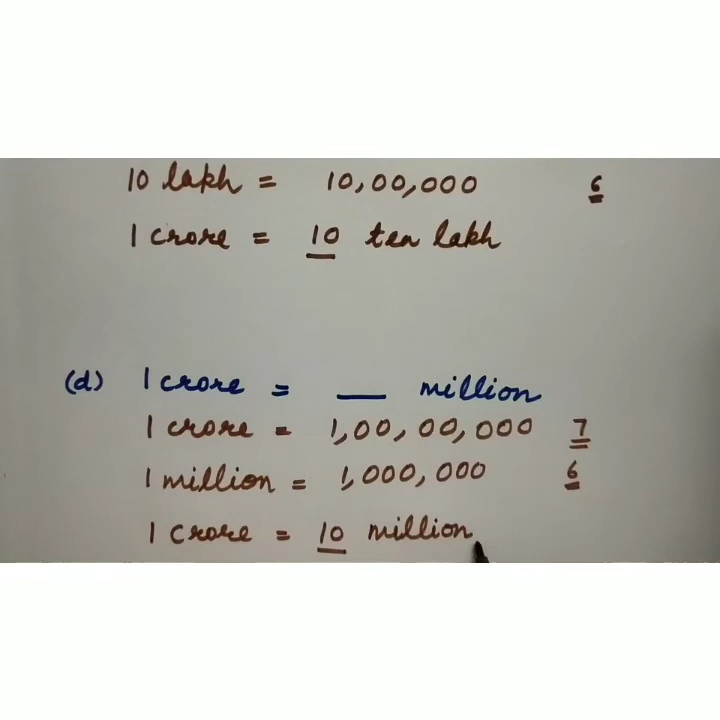 10 lakh = 10,00,000 6
1 crore = 10 ten lakh
(d) 1 crore = __ million
1 crore = 1,00,00,000 7
1 million = 1,000,000 6
1 crore = 10 million